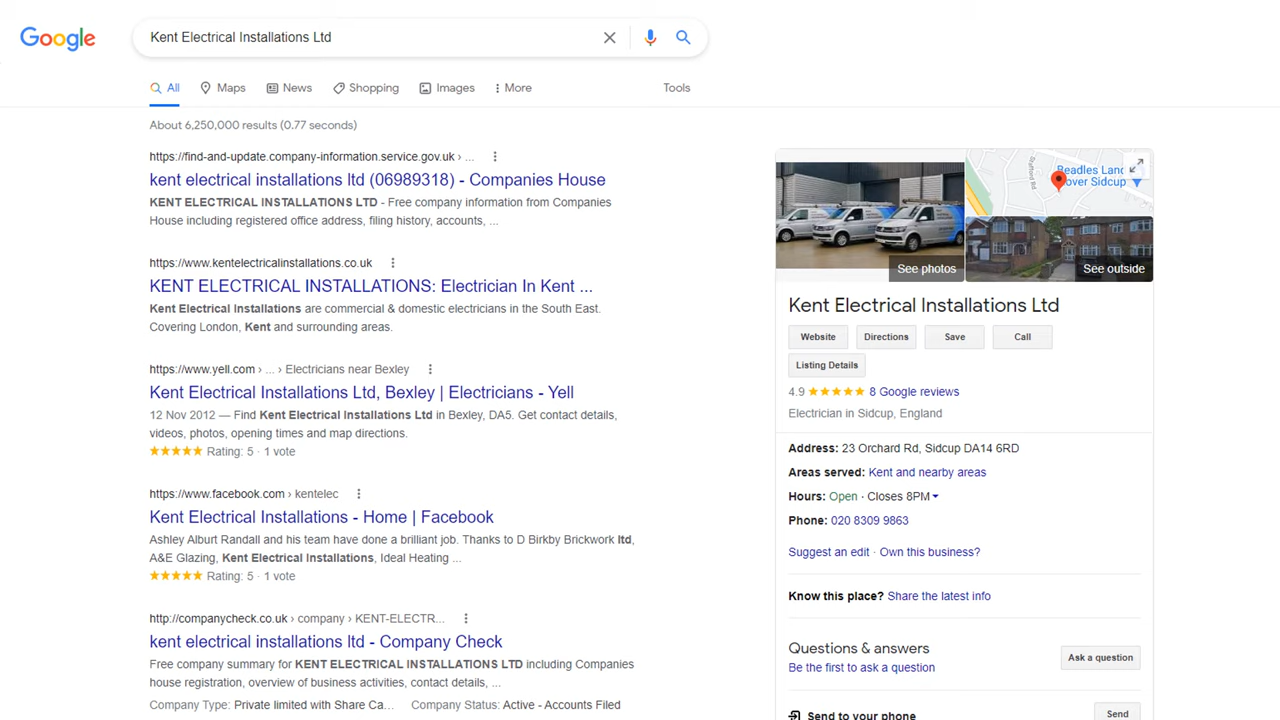 Google
Kent Electrical Installations Ltd
All
Maps
News
Shopping
Images
More
Tools
About 6,250,000 results (0.77 seconds)
https://find-and-update.company-information.service.gov.uk › ...
kent electrical installations ltd (06989318) - Companies House
KENT ELECTRICAL INSTALLATIONS LTD - Free company information from Companies
House including registered office address, filing history, accounts, ...
https://www.kentelectricalinstallations.co.uk
KENT ELECTRICAL INSTALLATIONS: Electrician In Kent ...
Kent Electrical Installations are commercial & domestic electricians in the South East.
Covering London, Kent and surrounding areas.
https://www.yell.com › ... › Electricians near Bexley
Kent Electrical Installations Ltd, Bexley | Electricians - Yell
12 Nov 2012 — Find Kent Electrical Installations Ltd in Bexley, DA5. Get contact details,
videos, photos, opening times and map directions.
Rating: 5 · 1 vote
https://www.facebook.com › kentelec
Kent Electrical Installations - Home | Facebook
Ashley Alburt Randall and his team have done a brilliant job. Thanks to D Birkby Brickwork ltd,
A&E Glazing, Kent Electrical Installations, Ideal Heating ...
Rating: 5 · 1 vote
http://companycheck.co.uk › company › KENT-ELECTR...
kent electrical installations ltd - Company Check
Free company summary for KENT ELECTRICAL INSTALLATIONS LTD including Companies
house registration, overview of business activities, contact details, ...
Company Type: Private limited with Share Ca... Company Status: Active - Accounts Filed
Beadles Land
Rover Sidcup
See photos
See outside
Kent Electrical Installations Ltd
Website
Directions
Save
Call
Listing Details
4.9 8 Google reviews
Electrician in Sidcup, England
Address: 23 Orchard Rd, Sidcup DA14 6RD
Areas served: Kent and nearby areas
Hours: Open · Closes 8PM
Phone: 020 8309 9863
Suggest an edit · Own this business?
Know this place? Share the latest info
Questions & answers
Be the first to ask a question
Ask a question
Send to your phone
Send